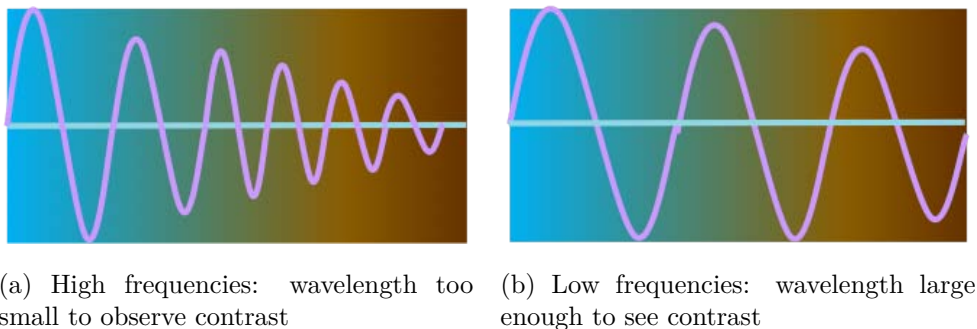 (a) High frequencies: wavelength too
small to observe contrast
(b) Low frequencies: wavelength large
enough to see contrast